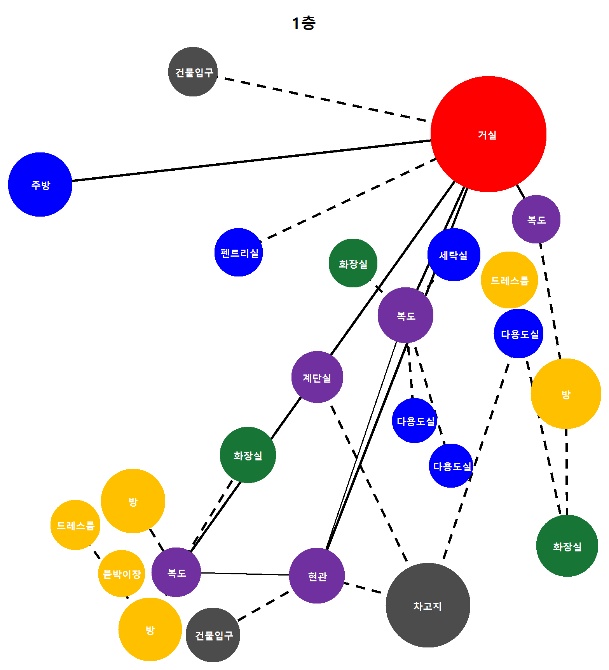 1층
건물입구
거실
주방
복도
펜트리실
화장실
세탁실
드레스룸
복도
다용도실
계단실
방
다용도실
화장실
다용도실
방
드레스룸
화장실
복도
붙박이장
현관
차고지
방
건물입구